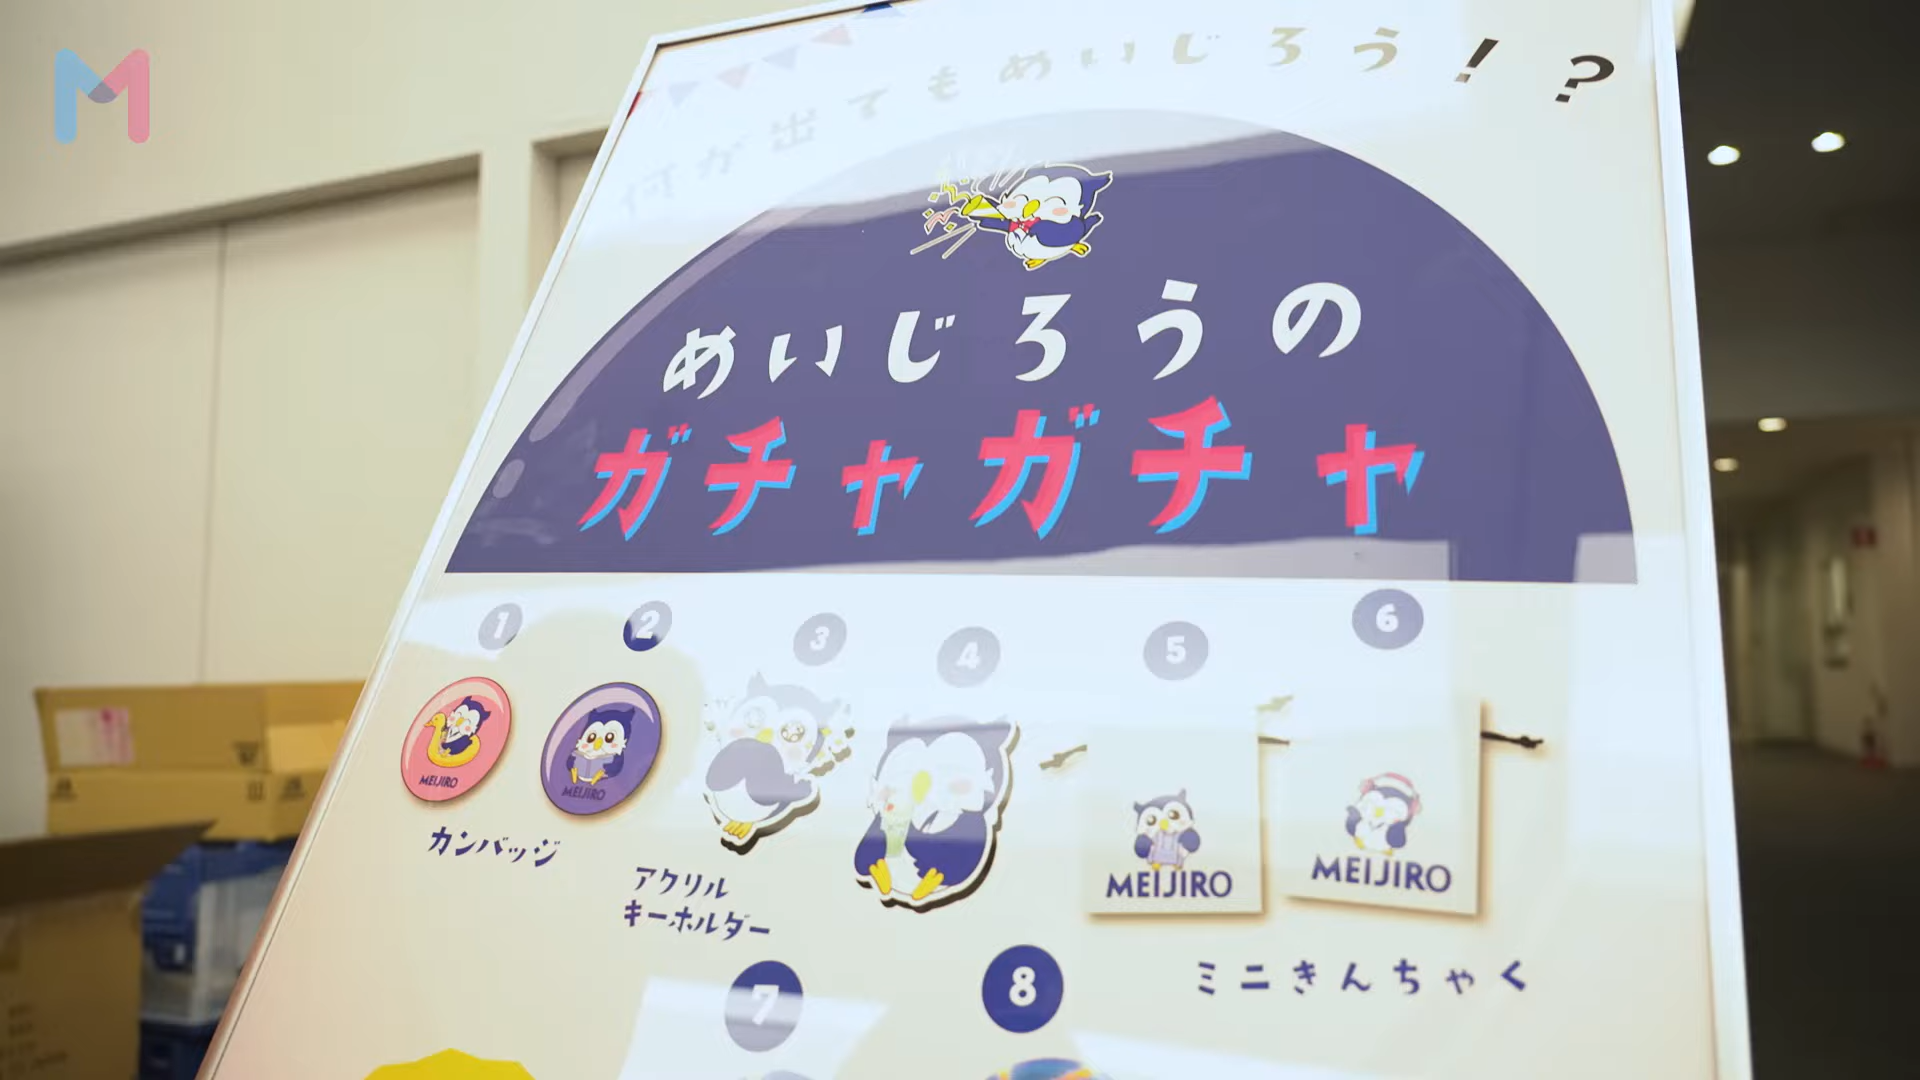 M
何が出てもめいじろう!?
めいじろうの
ガチャガチャ
1 2 3 4 5 6
MEIJIRO MEIJIRO
カンバッジ
アクリル
キーホルダー
MEIJIRO MEIJIRO
ミニきんちゃく
7 8